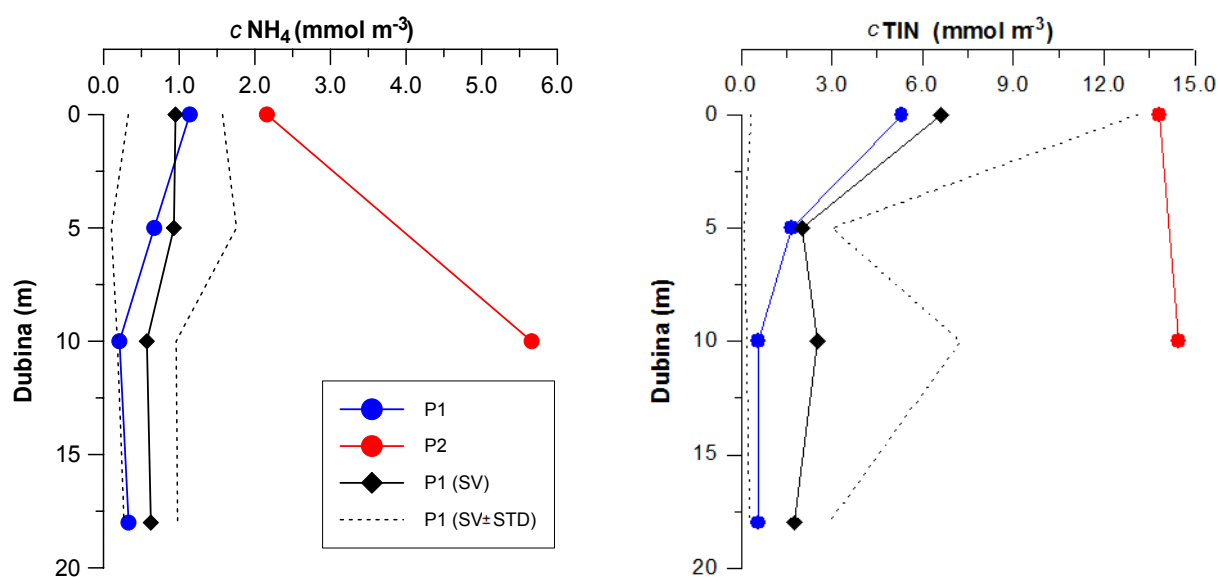 c NH4 (mmol m-3)
0.0 1.0 2.0 3.0 4.0 5.0 6.0
0
5
10
15
20
Dubina (m)
P1
P2
P1 (SV)
P1 (SV±STD)
c TIN (mmol m-3)
0.0 3.0 6.0 9.0 12.0 15.0
0
5
10
15
20
Dubina (m)